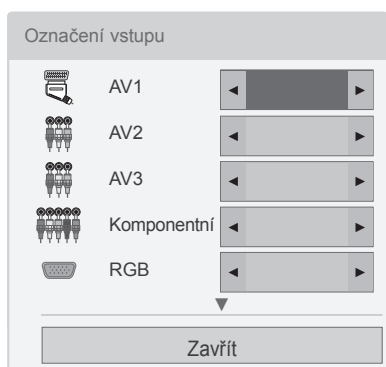 Označení vstupu
AV1
AV2
AV3
Komponentní
RGB
Zavřít